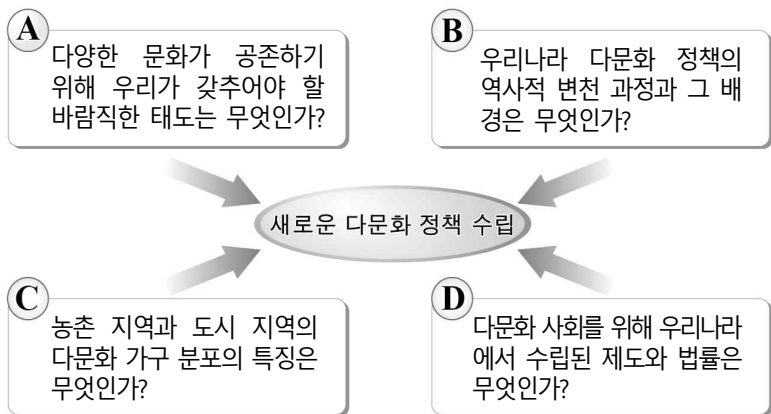 A
다양한 문화가 공존하기
위해 우리가 갖추어야 할
바람직한 태도는 무엇인가?
B
우리나라 다문화 정책의
역사적 변천 과정과 그 배
경은 무엇인가?
새로운 다문화 정책 수립
C
농촌 지역과 도시 지역의
다문화 가구 분포의 특징은
무엇인가?
D
다문화 사회를 위해 우리나라
에서 수립된 제도와 법률은
무엇인가?